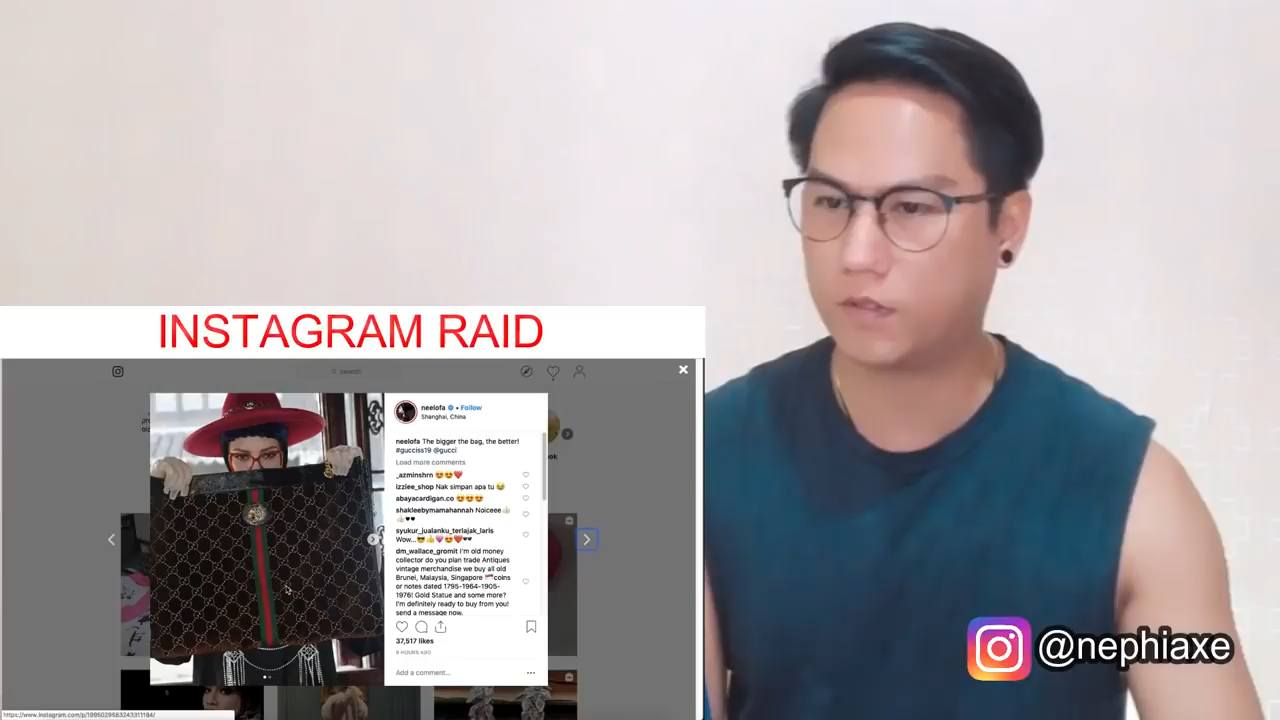 INSTAGRAM RAID
Search
neelofa • Follow
Shanghai, China
neelofa The bigger the bag, the better!
#gucciss19 @gucci
Load more comments
_azminshrn
izziee_shop Nak simpan apa tu
abayacardigan.co
shakleebymamahannah Noiceee
syukur_jualanku_terlajak_laris
Wow...
dm_wallace_gromit I'm old money
collector do you plan trade Antiques
vintage merchandise we buy all old
Brunei, Malaysia, Singapore coins
or notes dated 1795-1964-1905-
1976! Gold Statue and some more?
I'm definitely ready to buy from you!
send a message now.
37,517 likes
Add a comment...
@nephiaxe